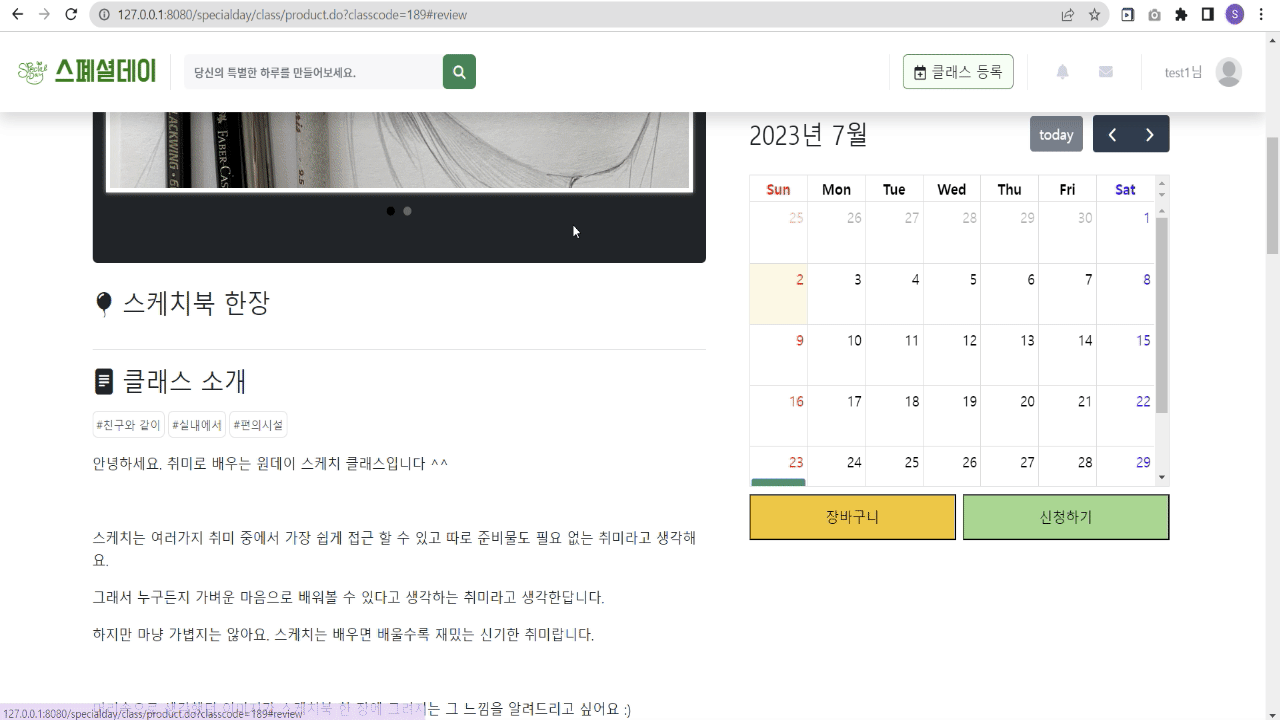 127.0.0.1:8080/specialday/class/product.do?classcode=189#review
S
Special Day
스페셜데이
당신의 특별한 하루를 만들어보세요.
클래스 등록
test1님
BLACKWING
FABER-CAS
2023년 7월
today
Sun Mon Tue Wed Thu Fri Sat
25 26 27 28 29 30 1
2 3 4 5 6 7 8
9 10 11 12 13 14 15
16 17 18 19 20 21 22
23 24 25 26 27 28 29
장바구니 신청하기
스케치북 한장
클래스 소개
#친구와 같이 #실내에서 #편의시설
안녕하세요. 취미로 배우는 원데이 스케치 클래스입니다 ^^
스케치는 여러가지 취미 중에서 가장 쉽게 접근 할 수 있고 따로 준비물도 필요 없는 취미라고 생각해
요.
그래서 누구든지 가벼운 마음으로 배워볼 수 있다고 생각하는 취미라고 생각한답니다.
하지만 마냥 가볍지는 않아요. 스케치는 배우면 배울수록 재밌는 신기한 취미랍니다.
스케치북 한 장에 그려지는 그 느낌을 알려드리고 싶어요 :)
127.0.0.1:8080/specialday/class/product.do?classcode=189#review